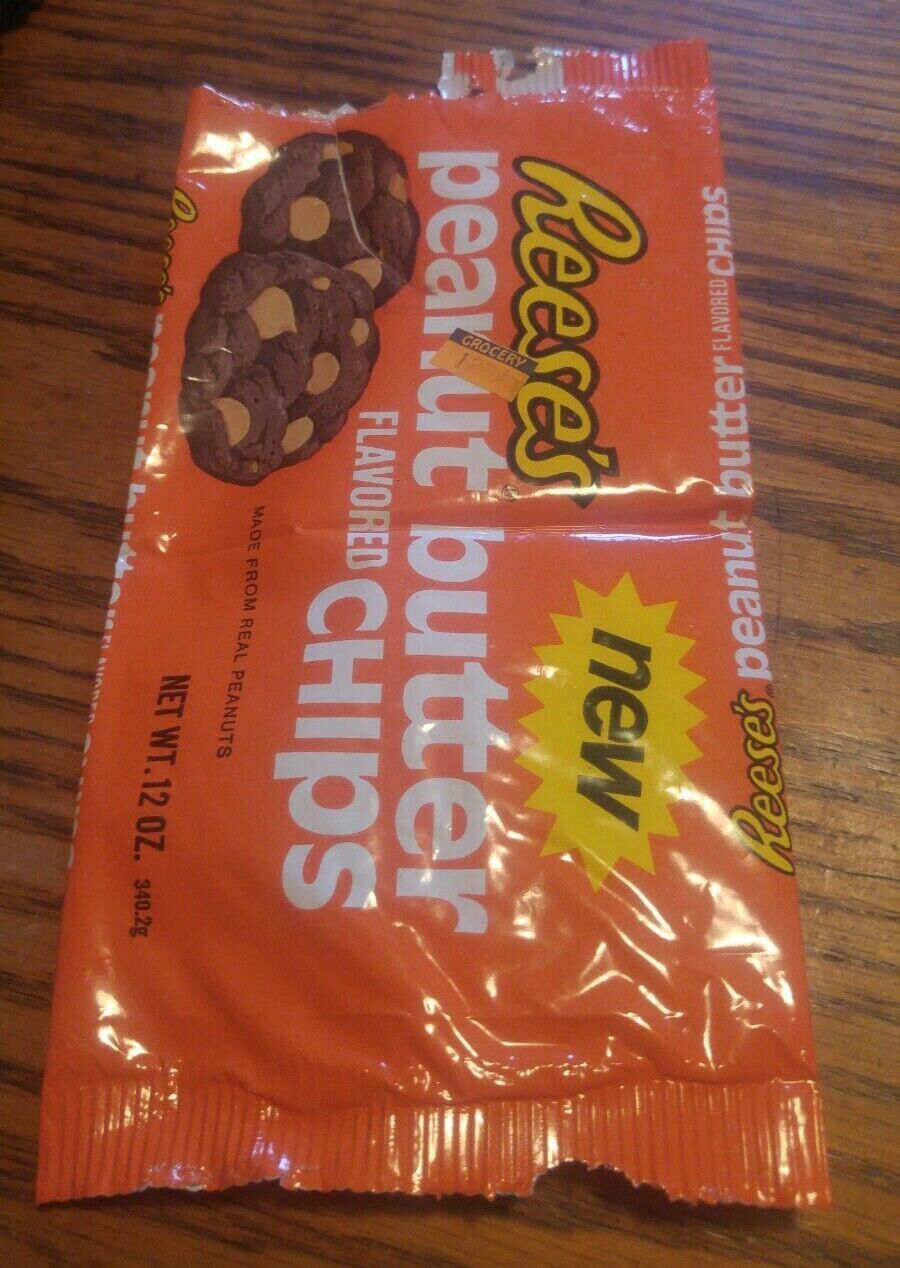 Reese's
peanut butter
FLAVORED CHIPS
new
GROCERY
MADE FROM REAL PEANUTS
NET WT. 12 OZ. 340.2g
Reese's peanut butter FLAVORED CHIPS
Reese's